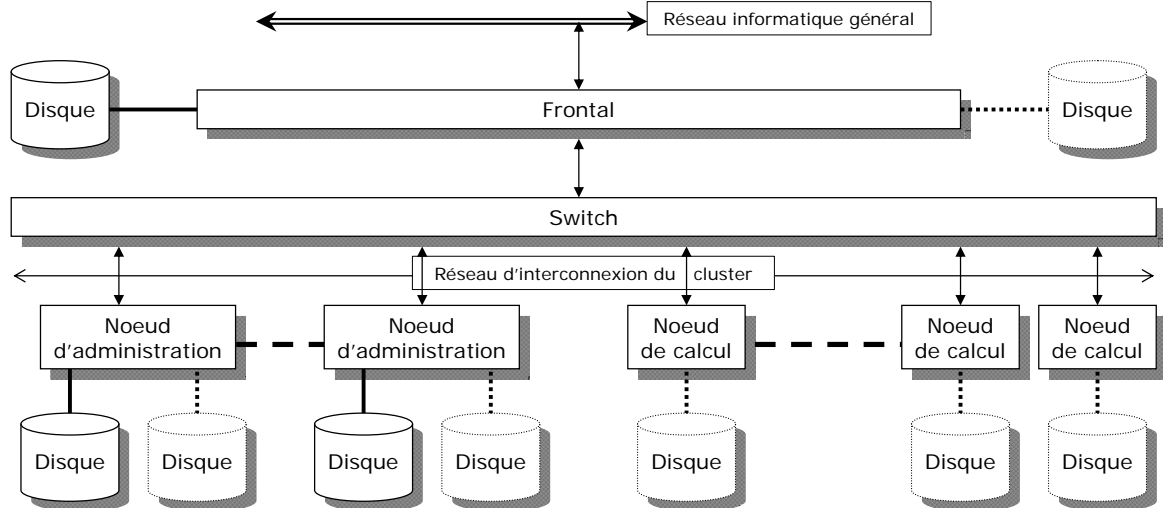 Réseau informatique général
Disque
Frontal
Disque
Switch
Réseau d'interconnexion du cluster
Noeud
d'administration
Noeud
d'administration
Noeud
de calcul
Noeud
de calcul
Noeud
de calcul
Disque
Disque
Disque
Disque
Disque
Disque
Disque